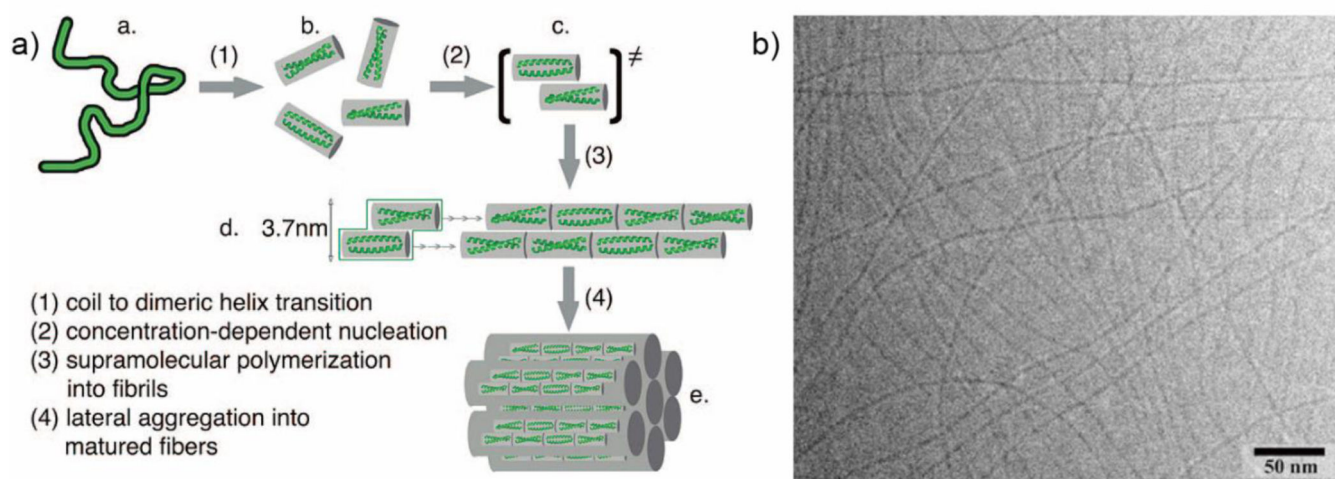 a)
a.
(1)
b.
(2)
c.
≠
(3)
d.
3.7nm
(4)
e.
(1) coil to dimeric helix transition
(2) concentration-dependent nucleation
(3) supramolecular polymerization
into fibrils
(4) lateral aggregation into
matured fibers
b)
50 nm